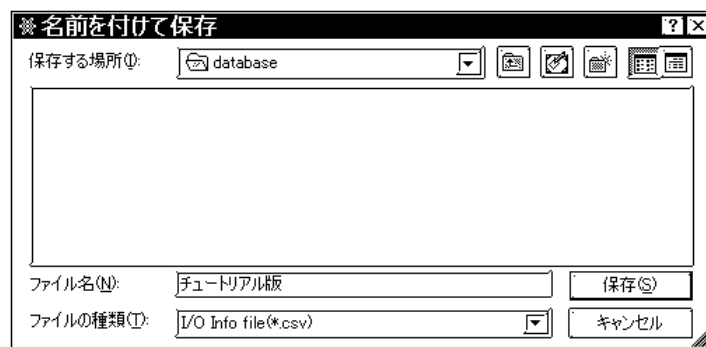 名前を付けて保存
保存する場所(I): database
ファイル名(N): チュートリアル版 保存(S)
ファイルの種類(T): I/O Info file(*.csv) キャンセル